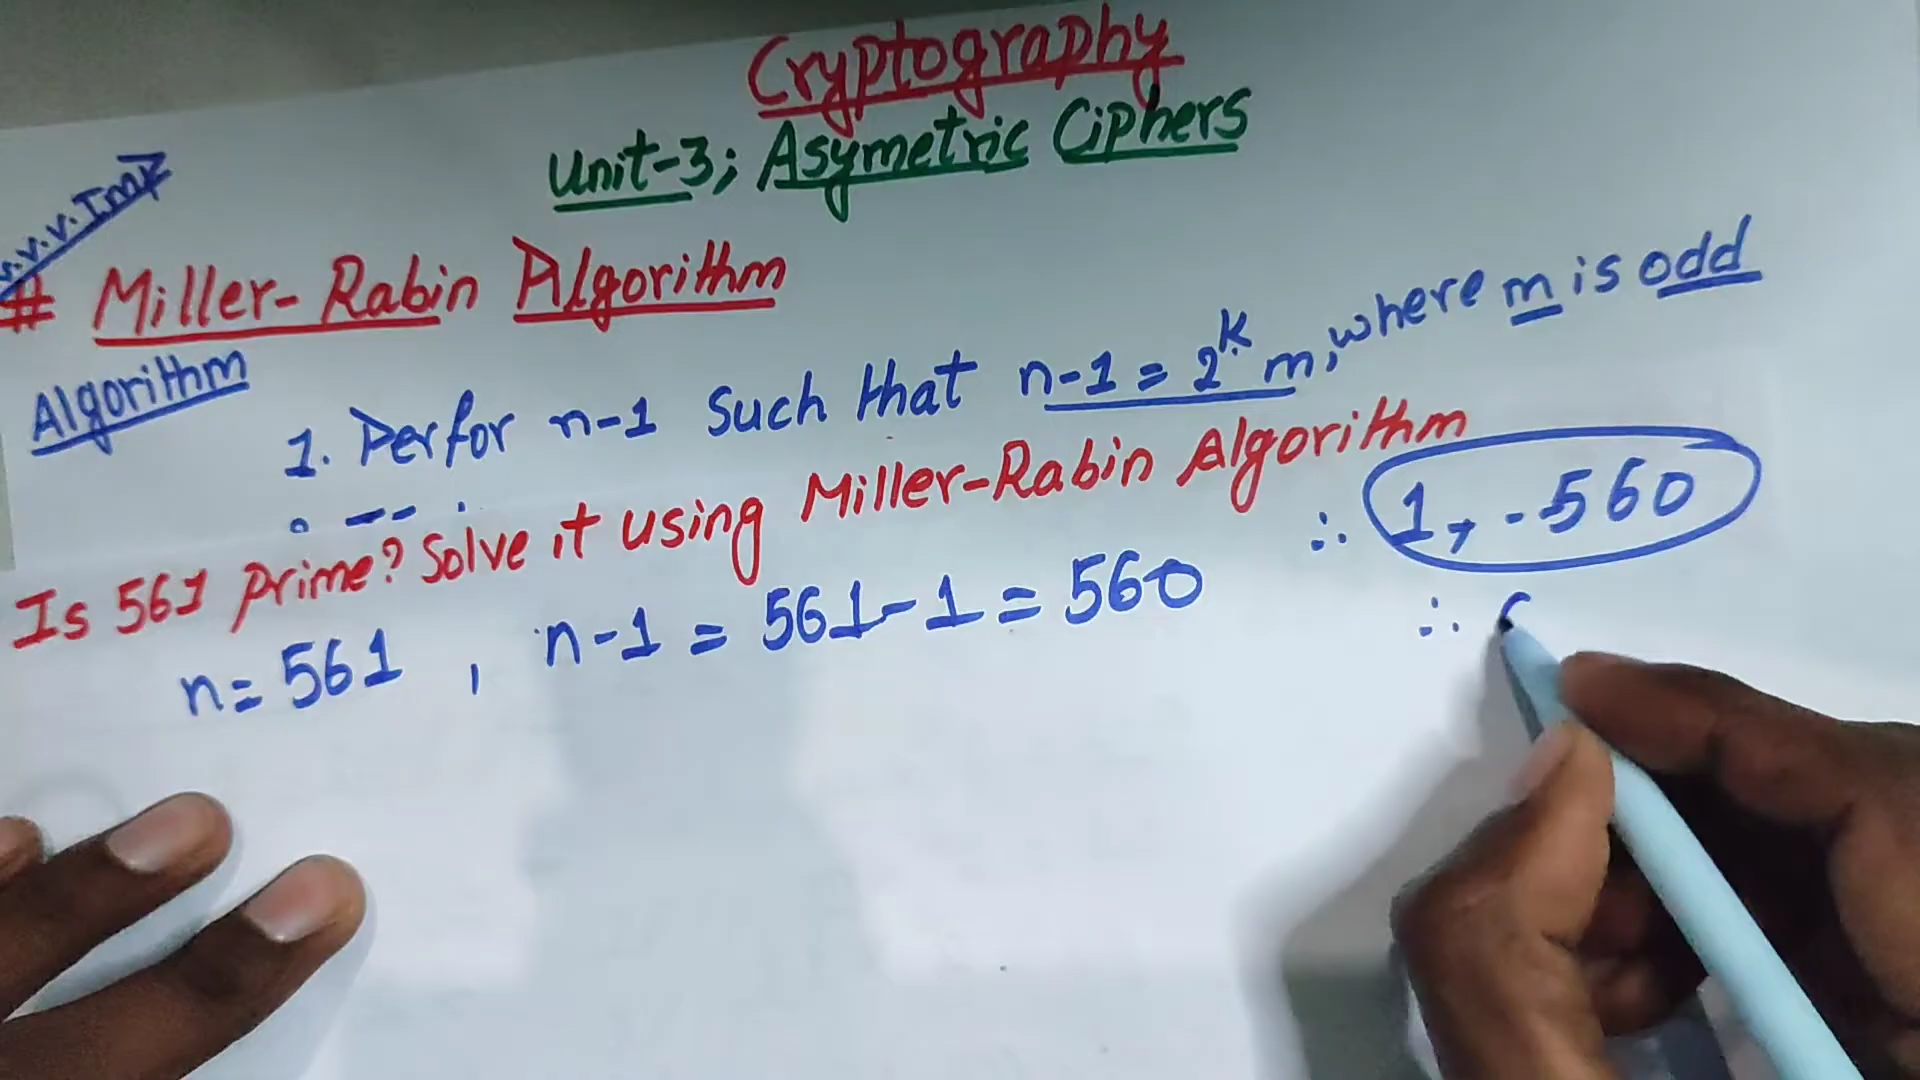 Cryptography
Unit-3; Asymetric Ciphers
v.v.v. Imp
# Miller-Rabin Algorithm
Algorithm
1. Perfor n-1 such that n-1 = 2^k m, where m is odd
Is 561 prime? Solve it using Miller-Rabin Algorithm
∴ 1, - 560
n = 561 , n-1 = 561 - 1 = 560
∴